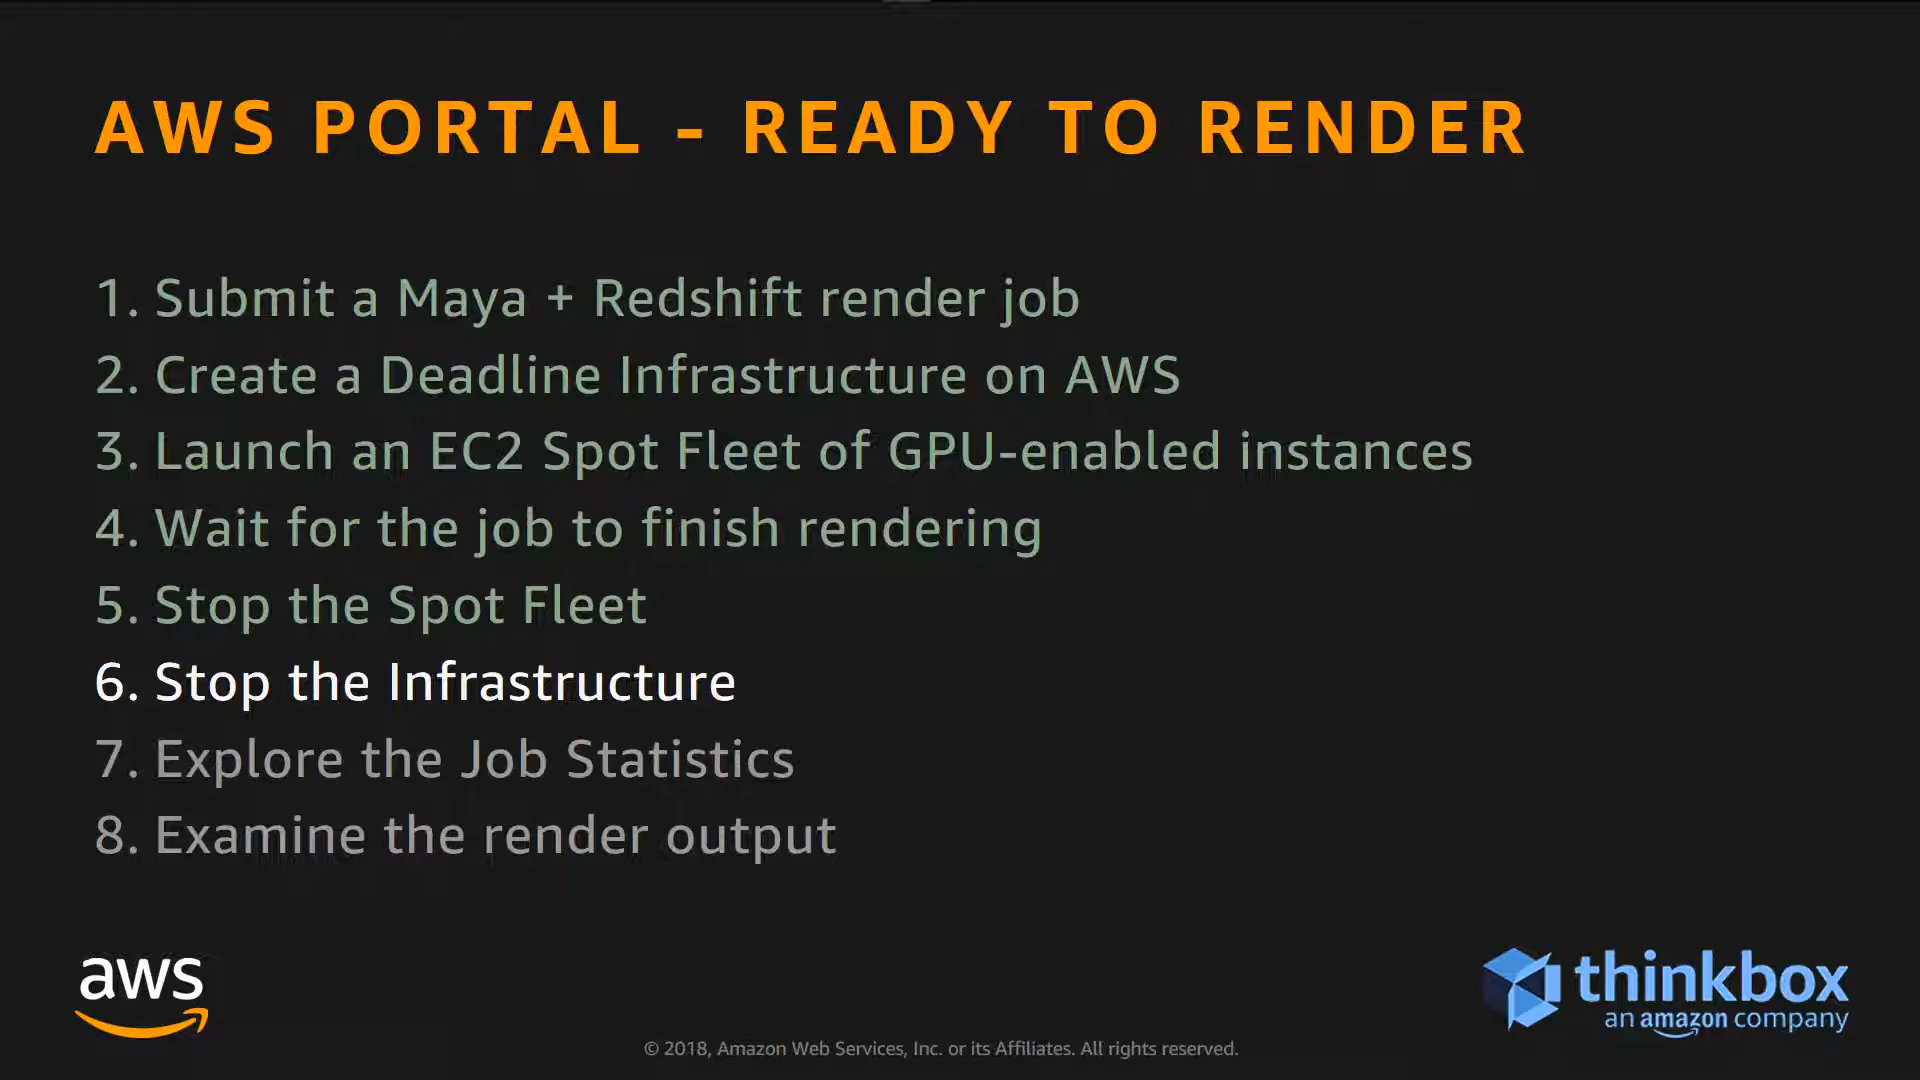 AWS PORTAL - READY TO RENDER
1. Submit a Maya + Redshift render job
2. Create a Deadline Infrastructure on AWS
3. Launch an EC2 Spot Fleet of GPU-enabled instances
4. Wait for the job to finish rendering
5. Stop the Spot Fleet
6. Stop the Infrastructure
7. Explore the Job Statistics
8. Examine the render output
aws
thinkbox
an amazon company
© 2018, Amazon Web Services, Inc. or its Affiliates. All rights reserved.